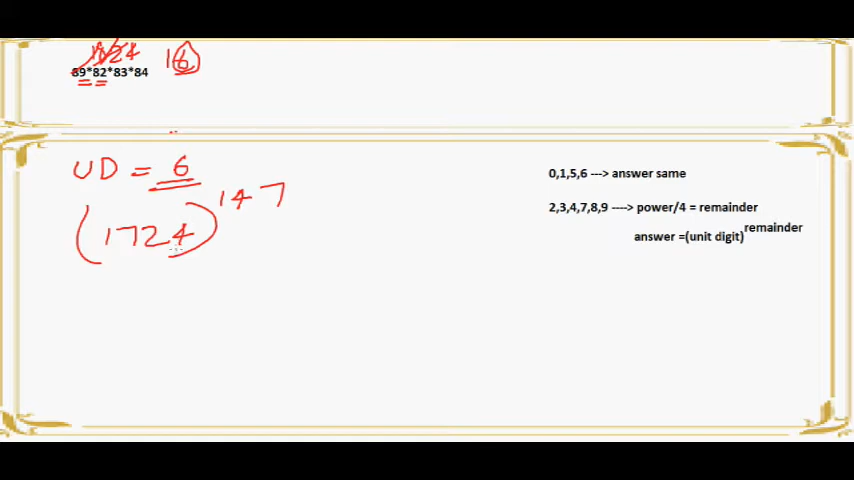 16
89*82*83*84
UD = 6
(1724)^147
0,1,5,6 ---> answer same
2,3,4,7,8,9 ----> power/4 = remainder
answer =(unit digit)^remainder